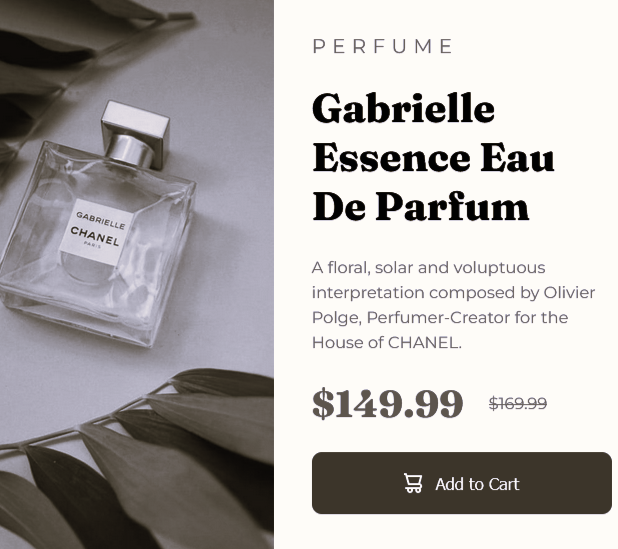 PERFUME
Gabrielle
Essence Eau
De Parfum
A floral, solar and voluptuous
interpretation composed by Olivier
Polge, Perfumer-Creator for the
House of CHANEL.
$149.99 $169.99
Add to Cart
GABRIELLE
CHANEL
PARIS